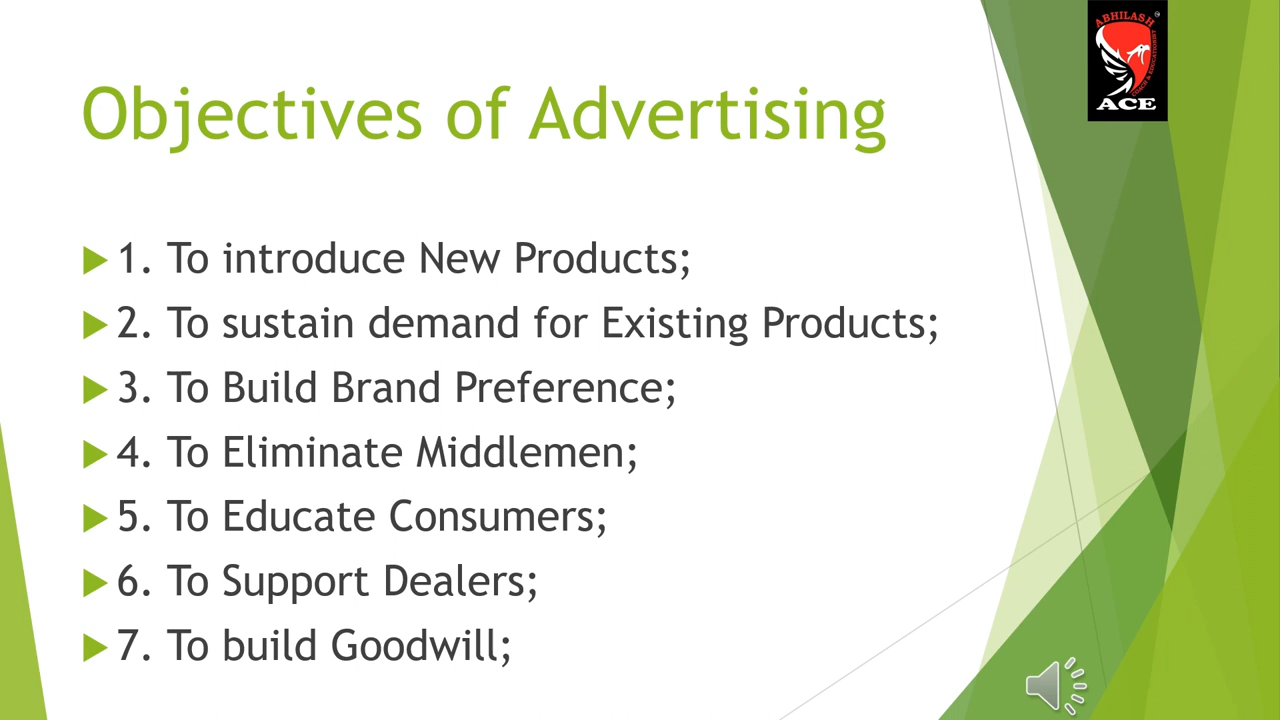 ABHILASH
COACH & EDUCATIONIST
ACE
Objectives of Advertising
1. To introduce New Products;
2. To sustain demand for Existing Products;
3. To Build Brand Preference;
4. To Eliminate Middlemen;
5. To Educate Consumers;
6. To Support Dealers;
7. To build Goodwill;